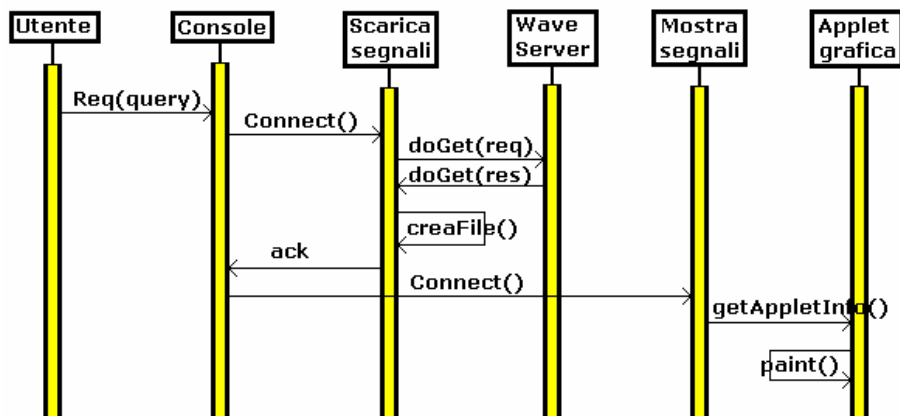 Utente
Console
Scarica
segnali
Wave
Server
Mostra
segnali
Applet
grafica
Req(query)
Connect()
doGet(req)
doGet(res)
creaFile()
ack
Connect()
getAppletInfo()
paint()